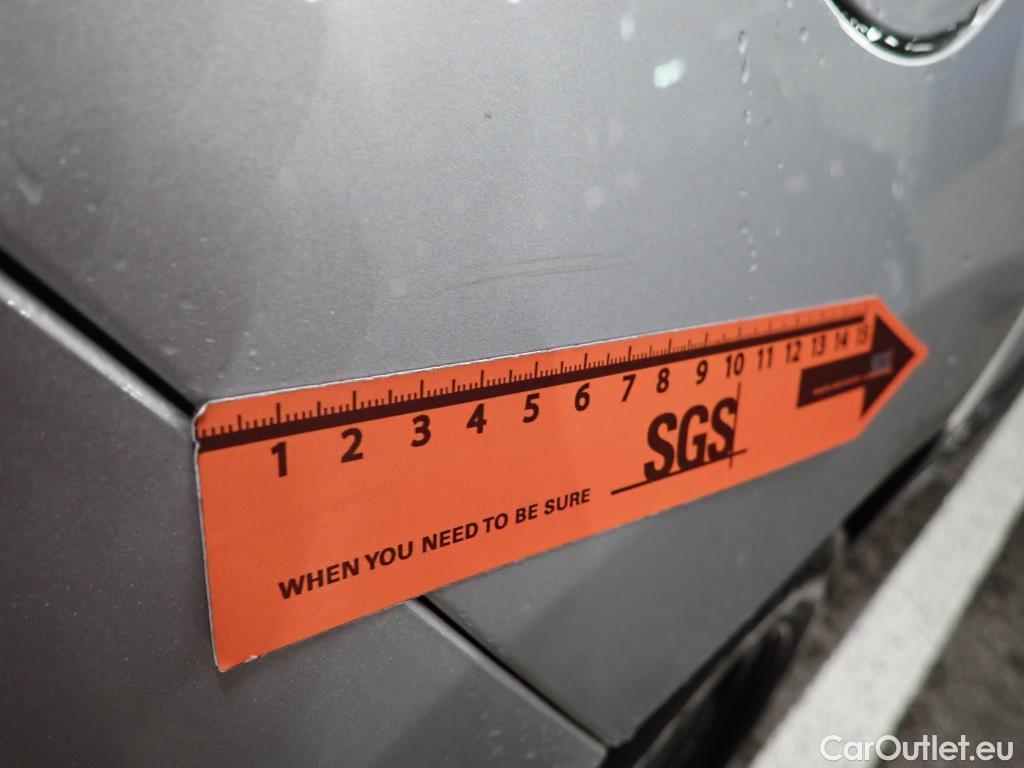 1 2 3 4 5 6 7 8 9 10 11 12 13 14 15
SGS
WHEN YOU NEED TO BE SURE
CarOutlet.eu